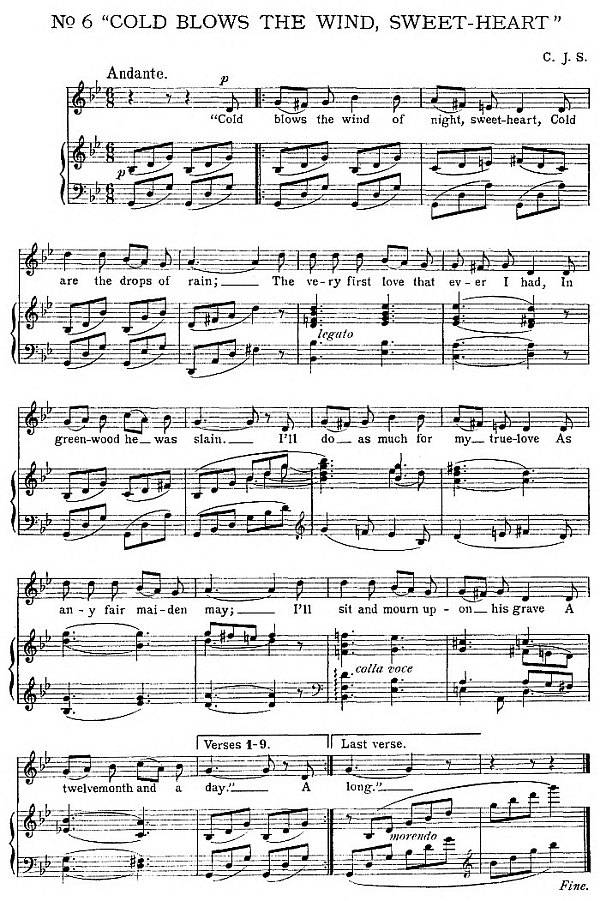 No 6 "COLD BLOWS THE WIND, SWEET-HEART"
C. J. S.
Andante.
p
"Cold blows the wind of night, sweet-heart, Cold
p
are the drops of rain; The ve-ry first love that ev-er I had, In
legato
green-wood he was slain. I'll do as much for my true-love As
an-y fair mai-den may; I'll sit and mourn up-on his grave A
colla voce
Verses 1-9. Last verse.
twelvemonth and a day." A long."
morendo
Fine.